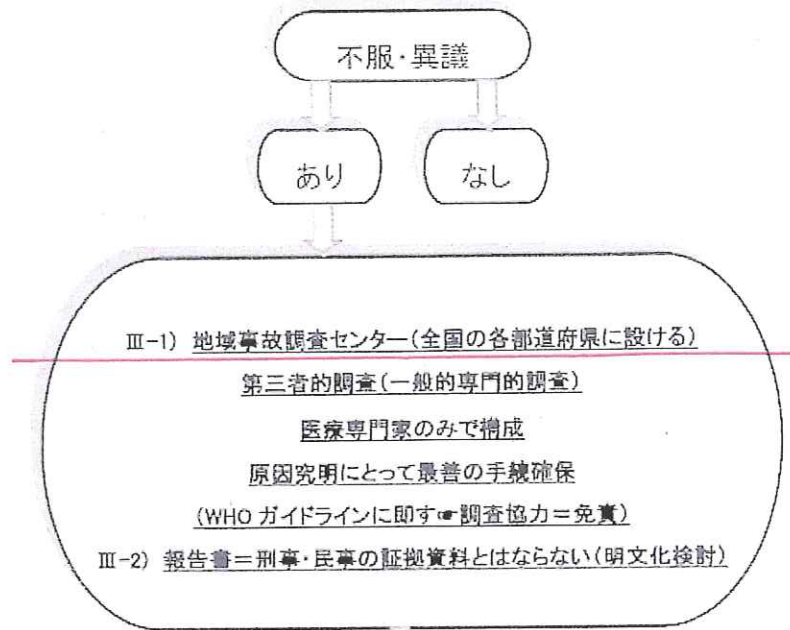 不服・異議
あり
なし
Ⅲ-1) 地域事故調査センター(全国の各都道府県に設ける)
第三者的調査(一般的専門的調査)
医療専門家のみで構成
原因究明にとって最善の手続確保
(WHO ガイドラインに即す☞調査協力=免責)
Ⅲ-2) 報告書=刑事・民事の証拠資料とはならない(明文化検討)